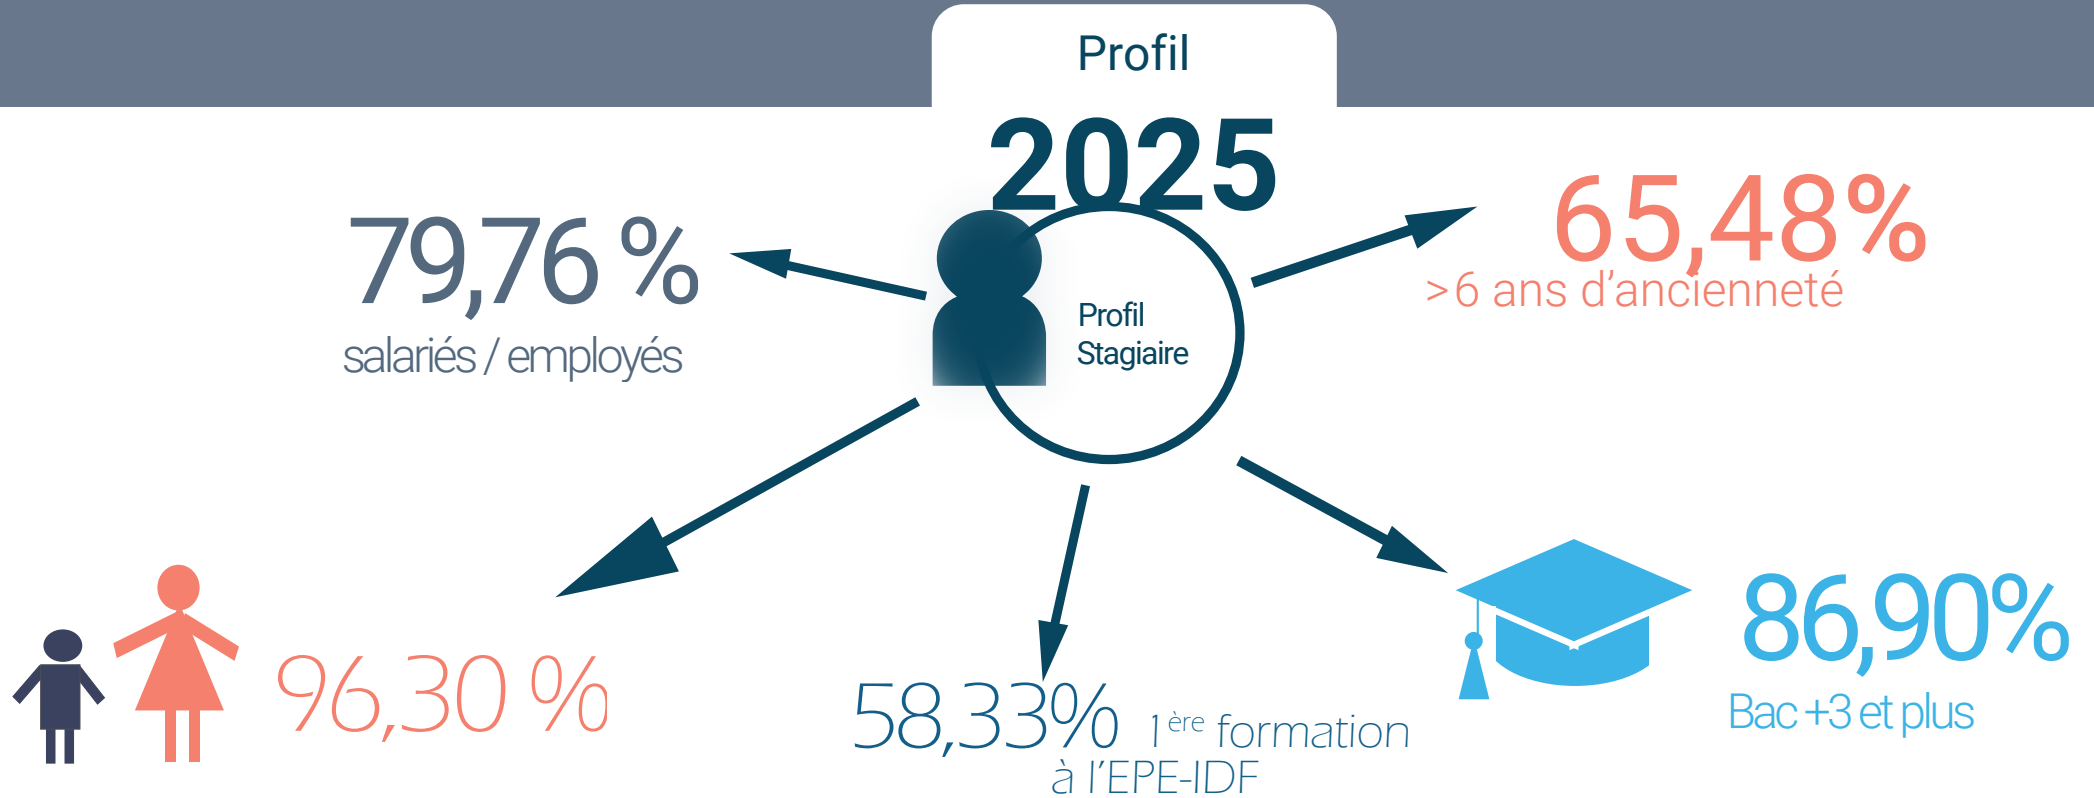 Profil
2025
79,76 %
salariés / employés
65,48%
>6 ans d’ancienneté
Profil
Stagiaire
96,30 %
58,33% 1ère formation
à l’EPE-IDF
86,90%
Bac +3 et plus